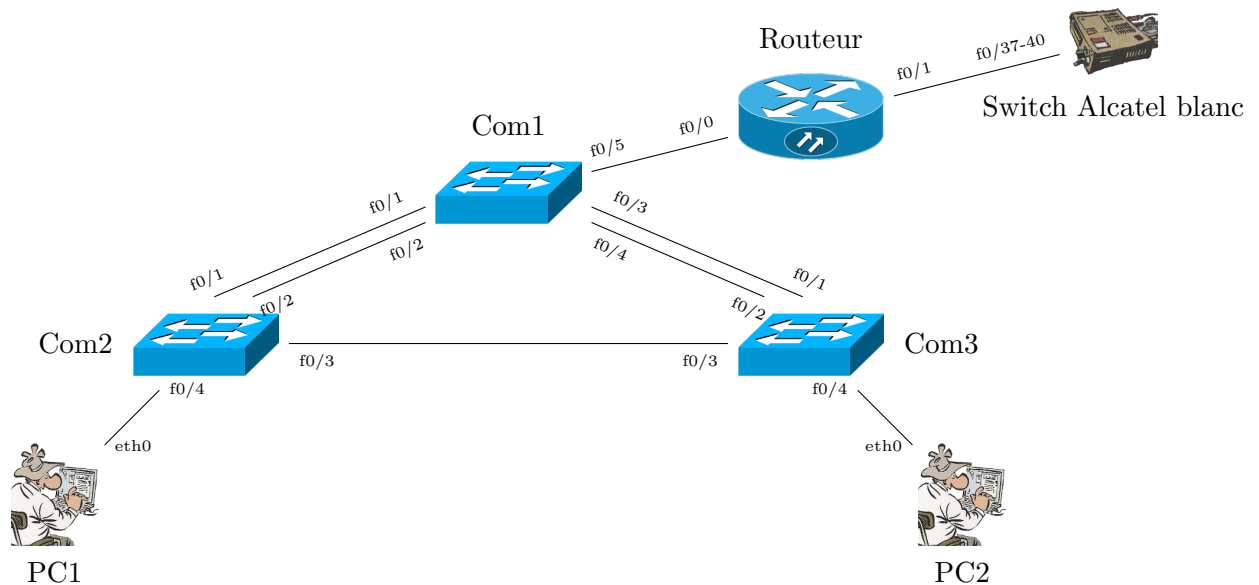 Routeur
f0/1
f0/37-40
Switch Alcatel blanc
Com1
f0/5
f0/0
f0/1
f0/2
f0/3
f0/4
f0/1
f0/2
f0/1
f0/2
Com2
f0/3
f0/3
Com3
f0/4
f0/4
eth0
eth0
PC1
PC2